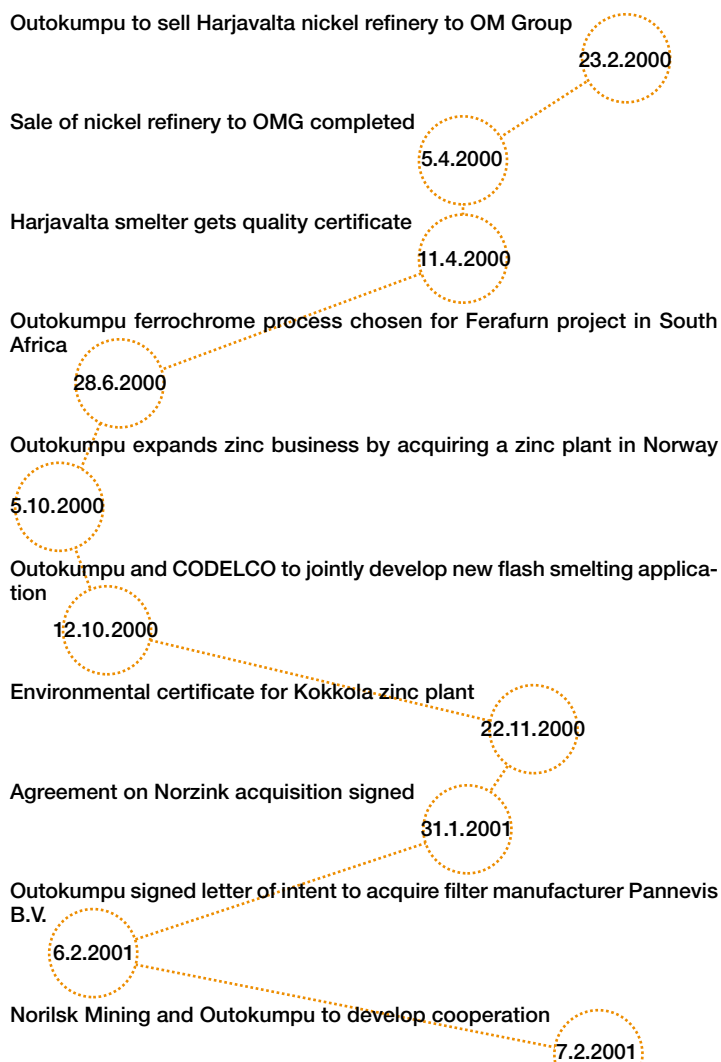 Outokumpu to sell Harjavalta nickel refinery to OM Group
23.2.2000
Sale of nickel refinery to OMG completed
5.4.2000
Harjavalta smelter gets quality certificate
11.4.2000
Outokumpu ferrochrome process chosen for Ferafurn project in South
Africa
28.6.2000
Outokumpu expands zinc business by acquiring a zinc plant in Norway
5.10.2000
Outokumpu and CODELCO to jointly develop new flash smelting applica-
tion
12.10.2000
Environmental certificate for Kokkola zinc plant
22.11.2000
Agreement on Norzink acquisition signed
31.1.2001
Outokumpu signed letter of intent to acquire filter manufacturer Pannevis
B.V.
6.2.2001
Norilsk Mining and Outokumpu to develop cooperation
7.2.2001